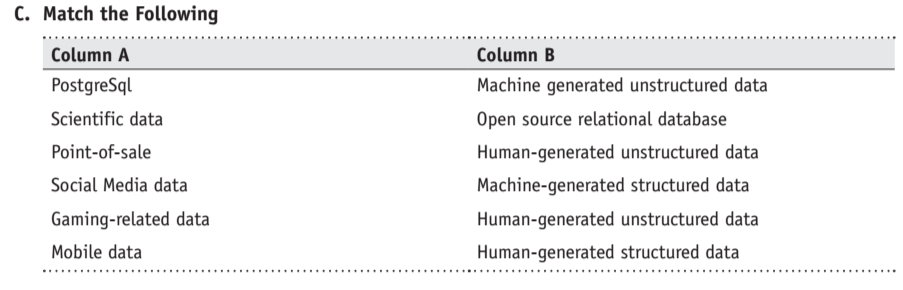 C. Match the Following
Column A Column B
PostgreSql Machine generated unstructured data
Scientific data Open source relational database
Point-of-sale Human-generated unstructured data
Social Media data Machine-generated structured data
Gaming-related data Human-generated unstructured data
Mobile data Human-generated structured data